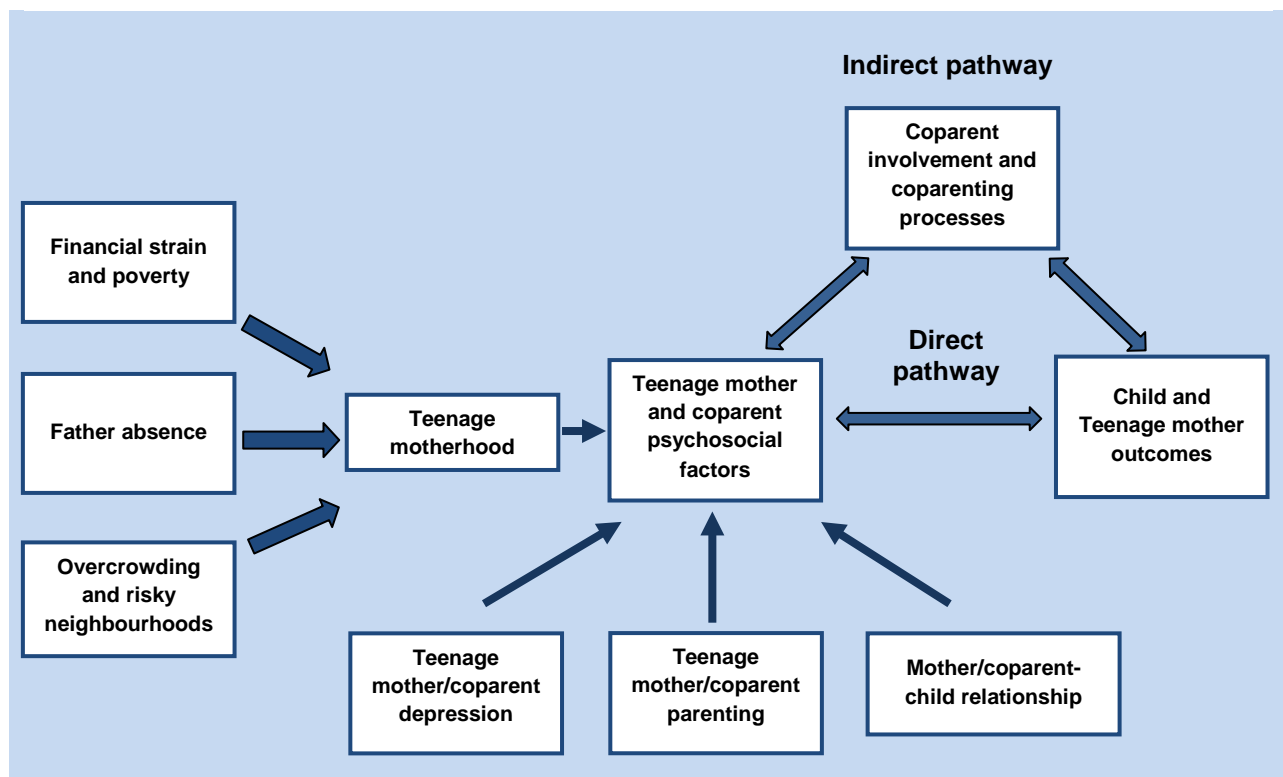 Indirect pathway
Coparent
involvement and
coparenting
processes
Financial strain
and poverty
Direct
pathway
Father absence
Teenage
motherhood
Teenage mother
and coparent
psychosocial
factors
Child and
Teenage mother
outcomes
Overcrowding
and risky
neighbourhoods
Teenage
mother/coparent
depression
Teenage
mother/coparent
parenting
Mother/coparent-
child relationship